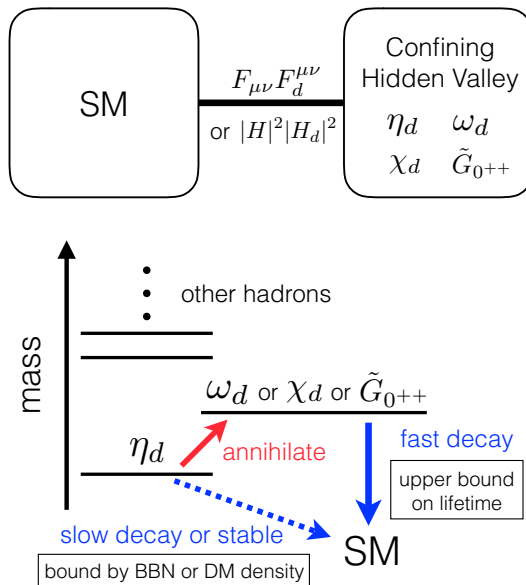 SM
F_{μν}F_d^{μν}
or |H|²|H_d|²
Confining
Hidden Valley
η_d ω_d
χ_d G̃_{0++}
mass
other hadrons
ω_d or χ_d or G̃_{0++}
η_d
annihilate
fast decay
upper bound
on lifetime
slow decay or stable
SM
bound by BBN or DM density